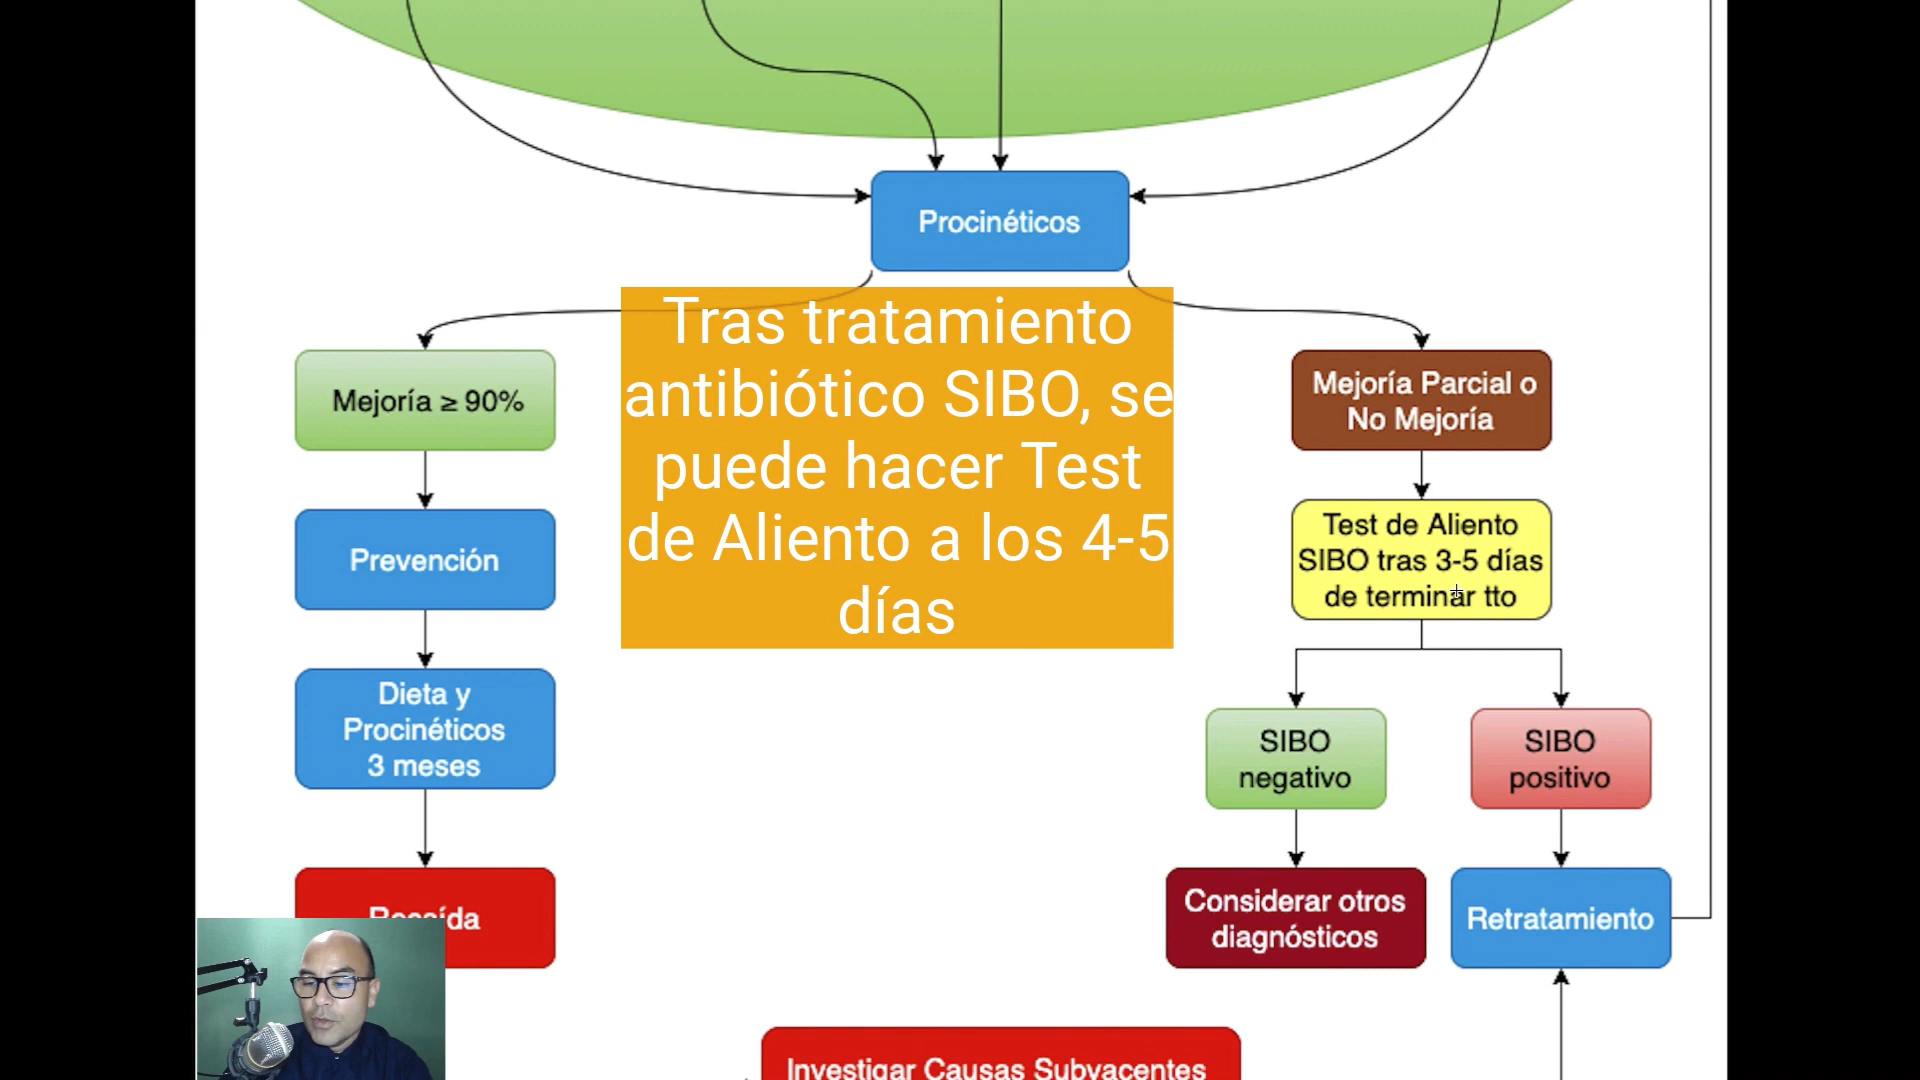 Procinéticos
Tras tratamiento
antibiótico SIBO, se
puede hacer Test
de Aliento a los 4-5
días
Mejoría ≥ 90%
Prevención
Dieta y
Procinéticos
3 meses
Mejoría Parcial o
No Mejoría
Test de Aliento
SIBO tras 3-5 días
de terminar tto
SIBO
negativo
SIBO
positivo
Considerar otros
diagnósticos
Retratamiento
Recaída
Investigar Causas Subyacentes